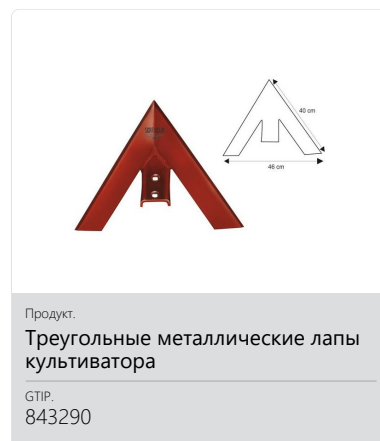 40 cm
46 cm
Продукт.
Треугольные металлические лапы
культиватора
GTIP.
843290